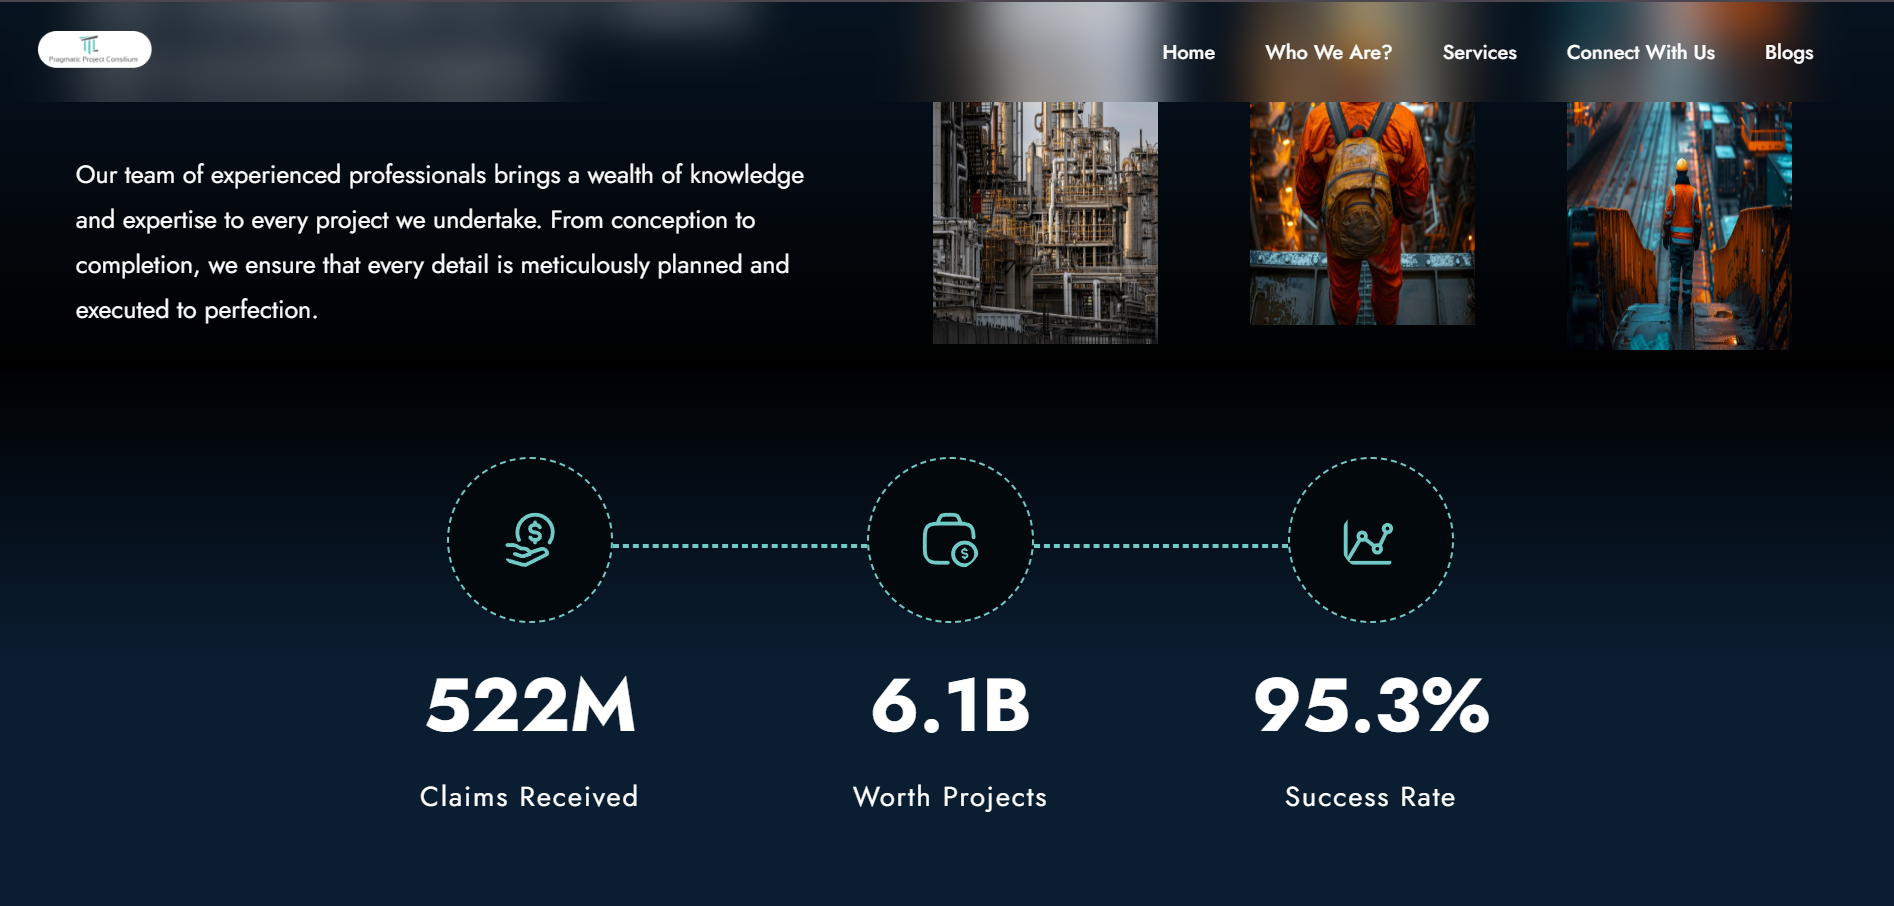 Pragmatic Project Consilium
Home
Who We Are?
Services
Connect With Us
Blogs
Our team of experienced professionals brings a wealth of knowledge
and expertise to every project we undertake. From conception to
completion, we ensure that every detail is meticulously planned and
executed to perfection.
522M
6.1B
95.3%
Claims Received
Worth Projects
Success Rate